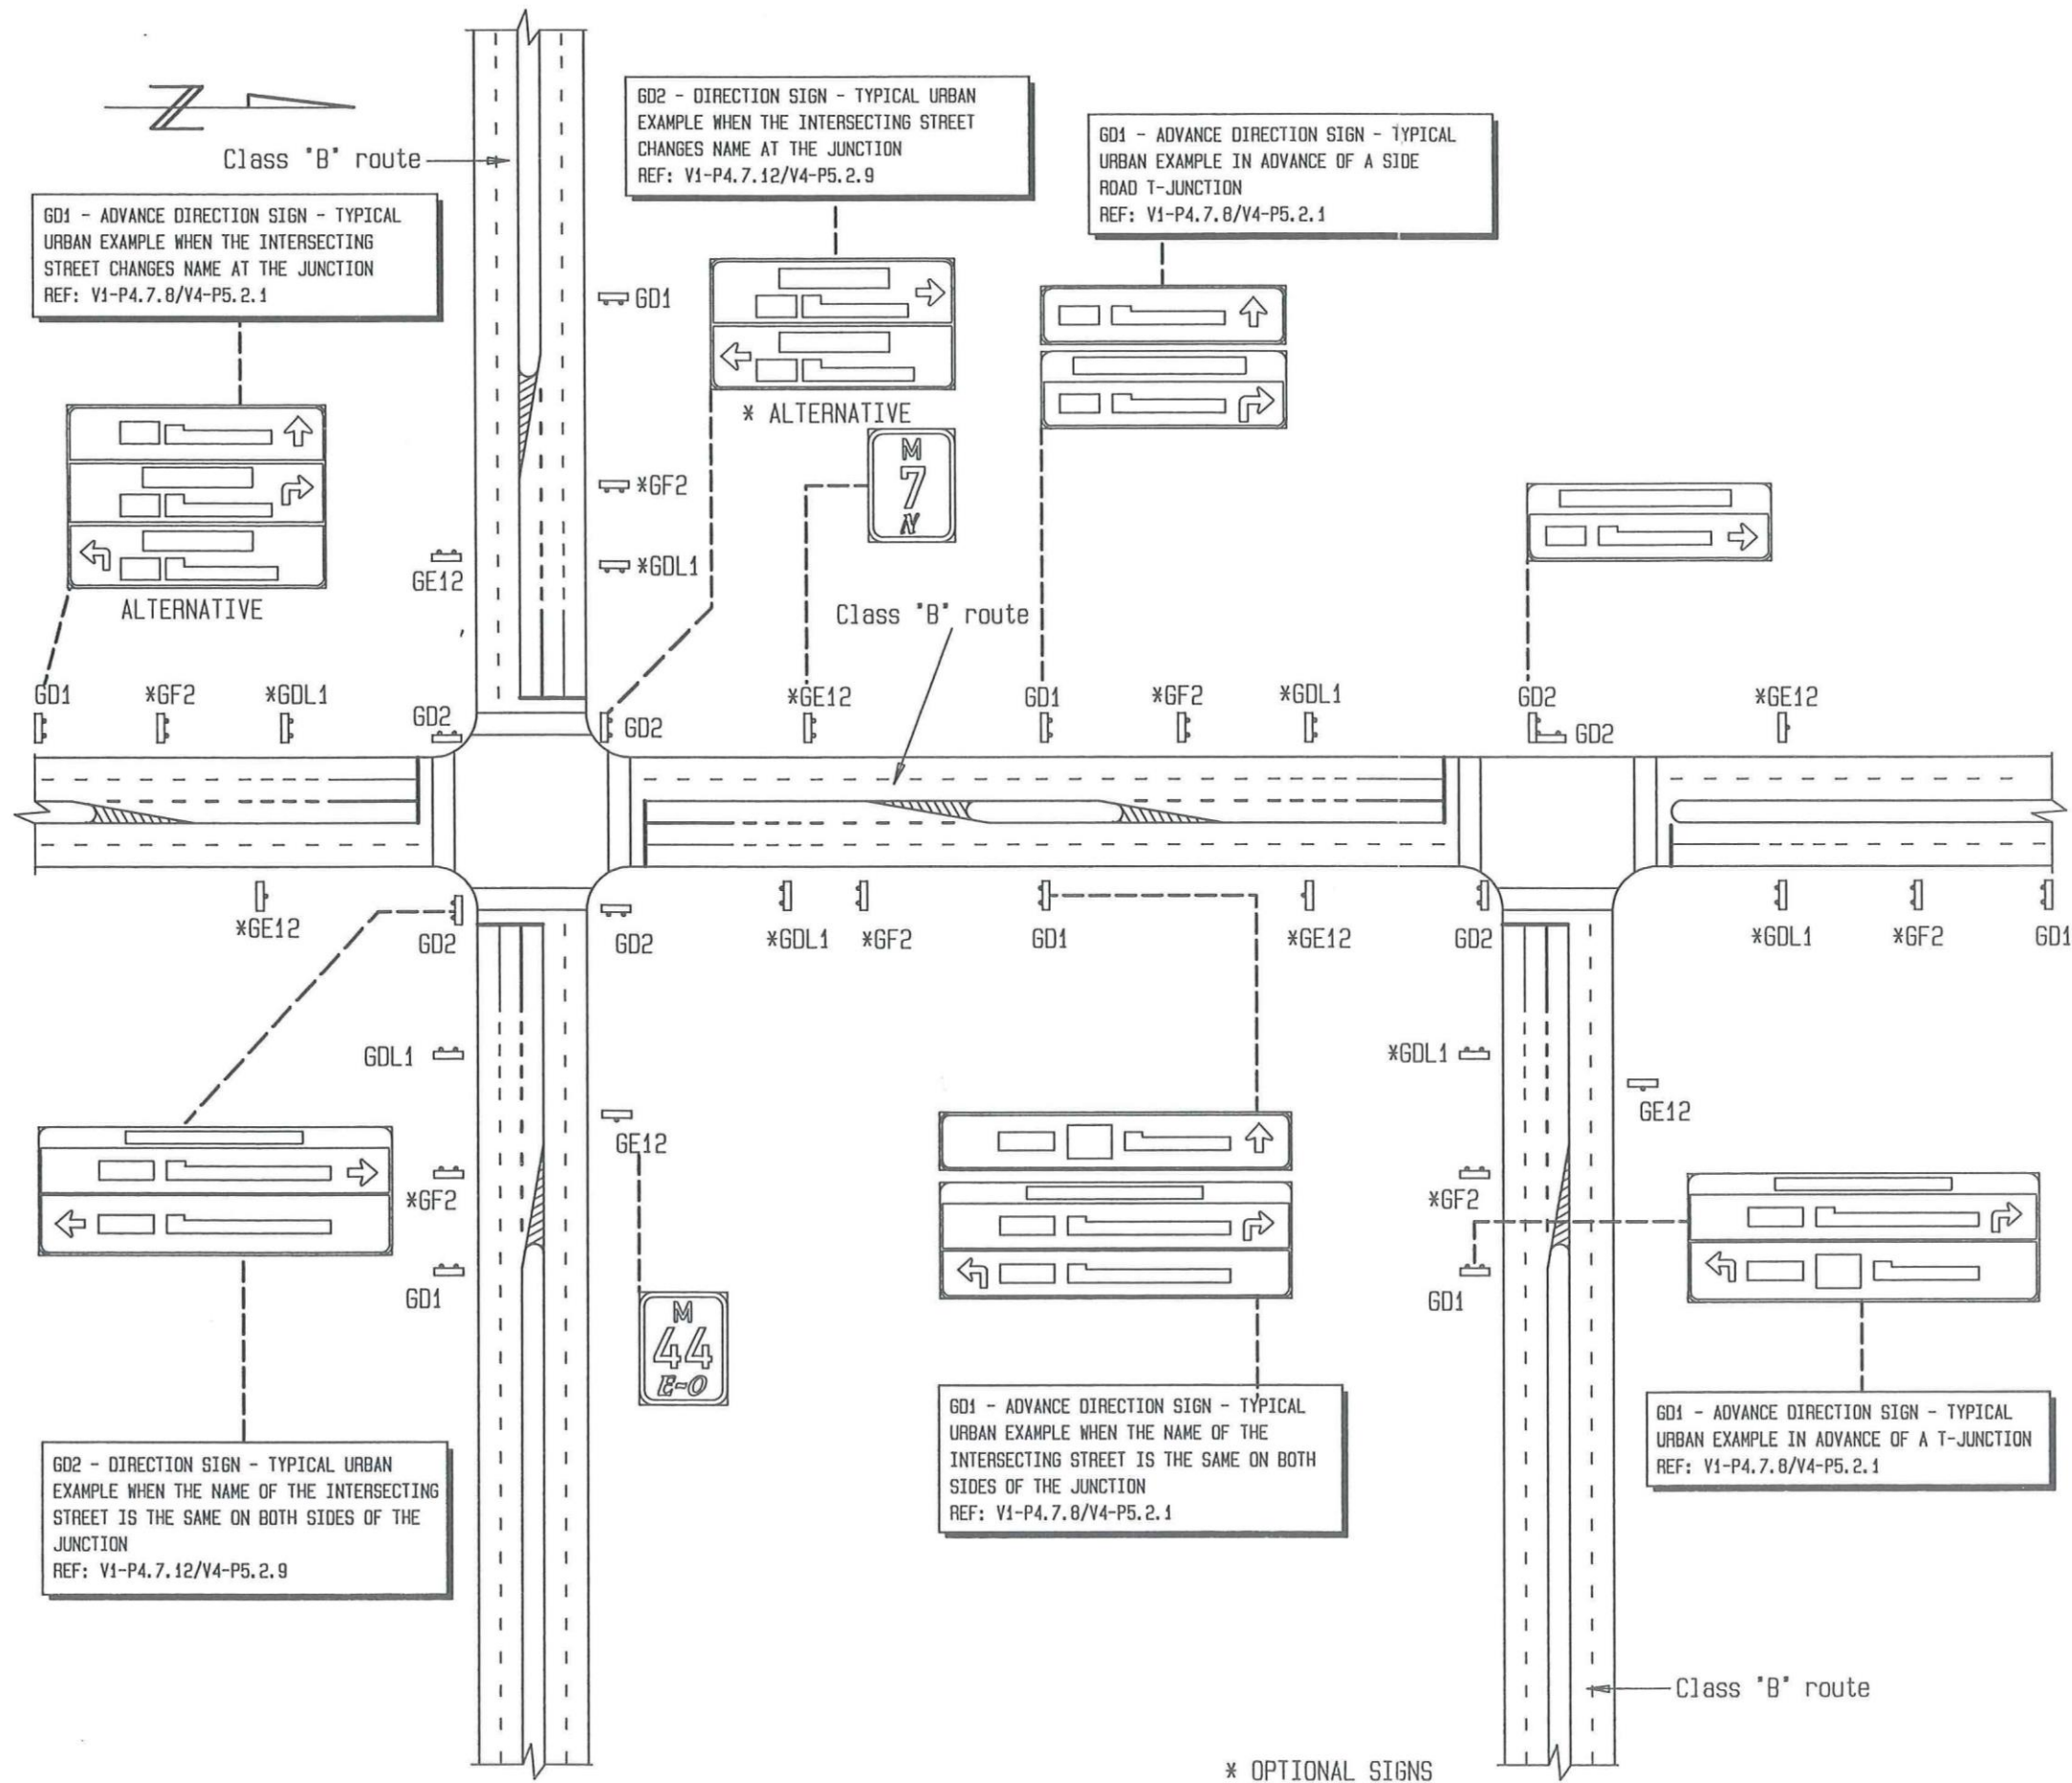 N
Class "B" route
GD2 - DIRECTION SIGN - TYPICAL URBAN
EXAMPLE WHEN THE INTERSECTING STREET
CHANGES NAME AT THE JUNCTION
REF: V1-P4.7.12/V4-P5.2.9
GD1 - ADVANCE DIRECTION SIGN - TYPICAL
URBAN EXAMPLE IN ADVANCE OF A SIDE
ROAD T-JUNCTION
REF: V1-P4.7.8/V4-P5.2.1
GD1 - ADVANCE DIRECTION SIGN - TYPICAL
URBAN EXAMPLE WHEN THE INTERSECTING
STREET CHANGES NAME AT THE JUNCTION
REF: V1-P4.7.8/V4-P5.2.1
GD1
* ALTERNATIVE
M
7
N
*GF2
*GDL1
GE12
ALTERNATIVE
Class "B" route
GD1
*GF2
*GDL1
GD2
GD2
*GE12
GD1
*GF2
*GDL1
GD2
GD2
*GE12
*GE12
GD2
GD2
*GDL1
*GF2
GD1
*GE12
GD2
*GDL1
*GF2
GD1
GDL1
*GDL1
GE12
GE12
*GF2
*GF2
GD1
GD1
M
44
E-O
GD1 - ADVANCE DIRECTION SIGN - TYPICAL
URBAN EXAMPLE WHEN THE NAME OF THE
INTERSECTING STREET IS THE SAME ON BOTH
SIDES OF THE JUNCTION
REF: V1-P4.7.8/V4-P5.2.1
GD1 - ADVANCE DIRECTION SIGN - TYPICAL
URBAN EXAMPLE IN ADVANCE OF A T-JUNCTION
REF: V1-P4.7.8/V4-P5.2.1
GD2 - DIRECTION SIGN - TYPICAL URBAN
EXAMPLE WHEN THE NAME OF THE INTERSECTING
STREET IS THE SAME ON BOTH SIDES OF THE
JUNCTION
REF: V1-P4.7.12/V4-P5.2.9
Class "B" route
* OPTIONAL SIGNS